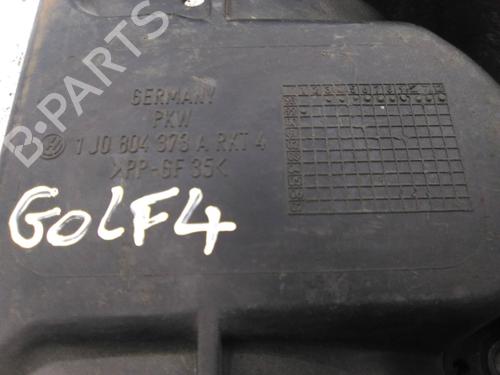 GERMANY
PKW
1J0 804 373 A RKT 4
>PP-GF 35<
GOLF4
B-PARTS